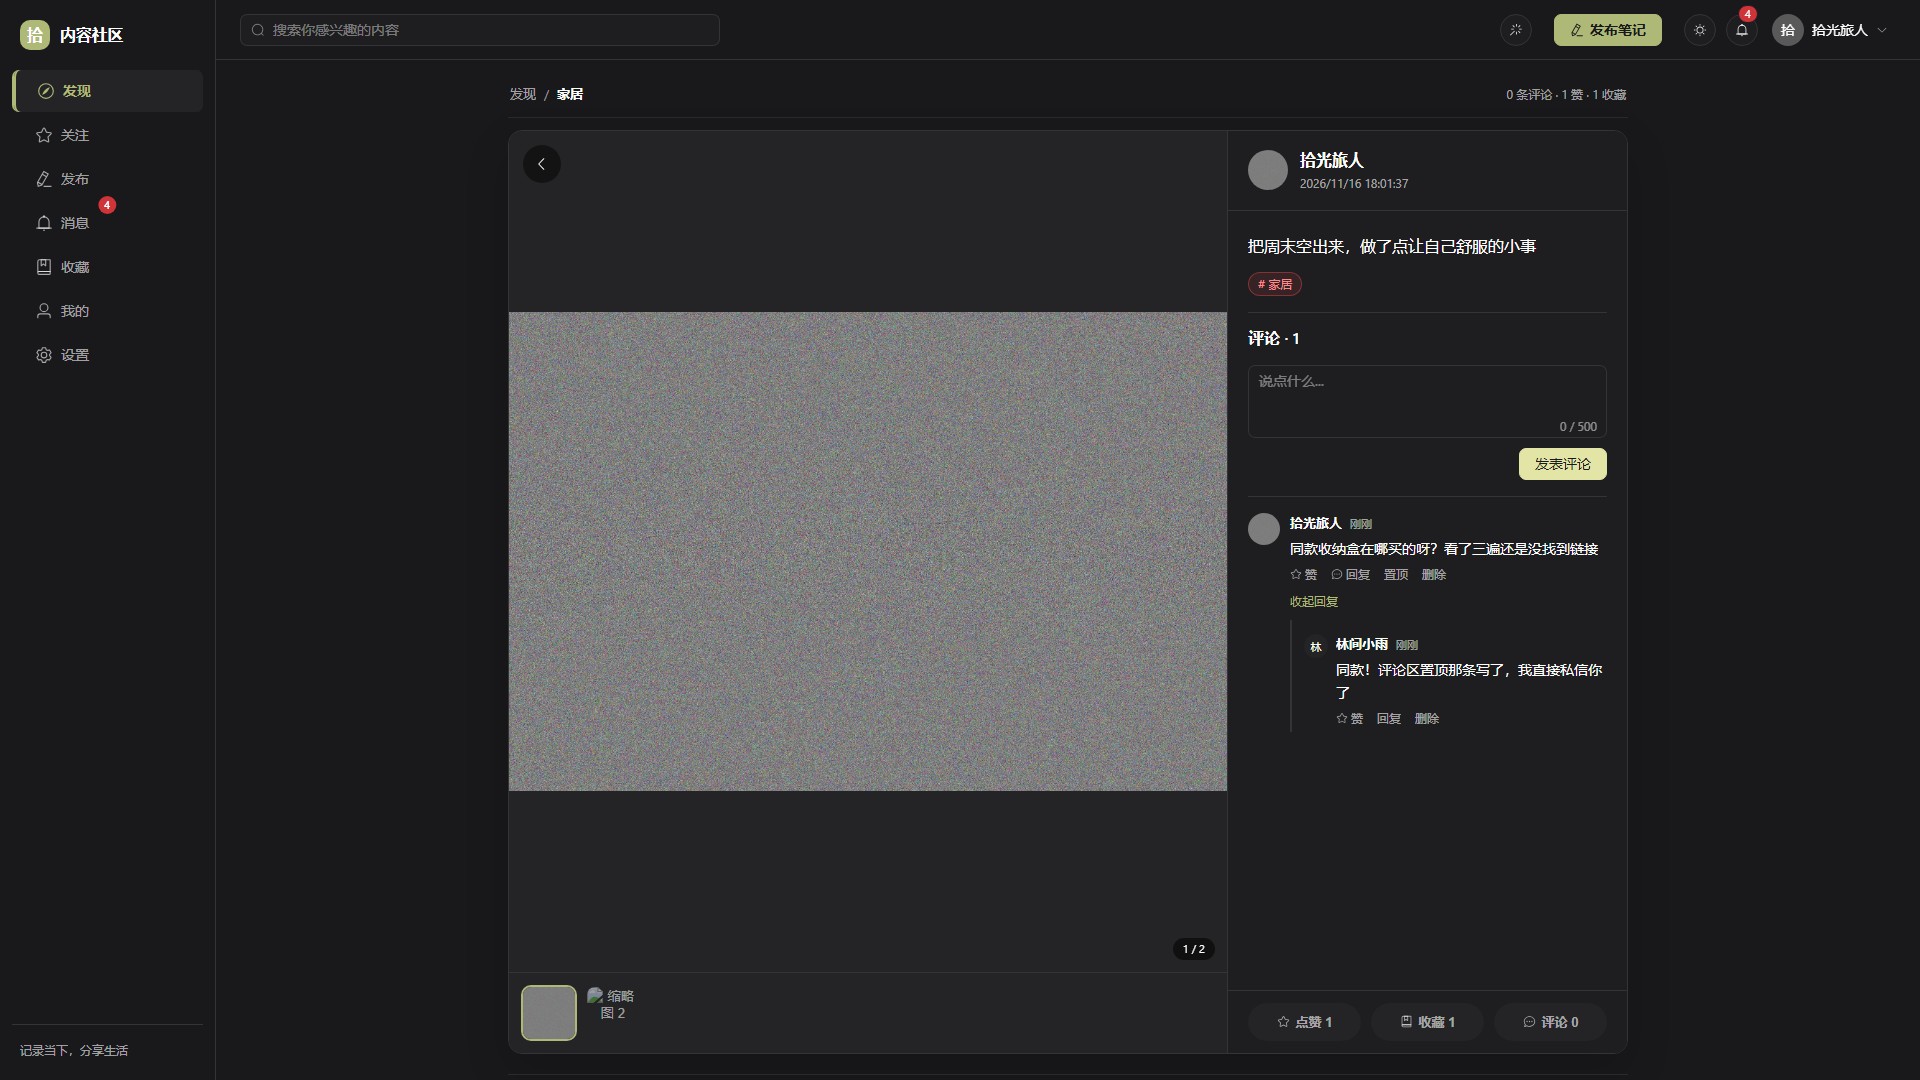 拾 内容社区
搜索你感兴趣的内容
发布笔记
4
拾 拾光旅人
发现
关注
发布
消息 4
收藏
我的
设置
记录当下，分享生活
发现 / 家居
0 条评论 · 1 赞 · 1 收藏
1 / 2
缩略
图 2
拾光旅人
2026/11/16 18:01:37
把周末空出来，做了点让自己舒服的小事
# 家居
评论 · 1
说点什么...
0 / 500
发表评论
拾光旅人 刚刚
同款收纳盒在哪买的呀？看了三遍还是没找到链接
赞 回复 置顶 删除
收起回复
林 林间小雨 刚刚
同款！评论区置顶那条写了，我直接私信你
了
赞 回复 删除
点赞 1 收藏 1 评论 0